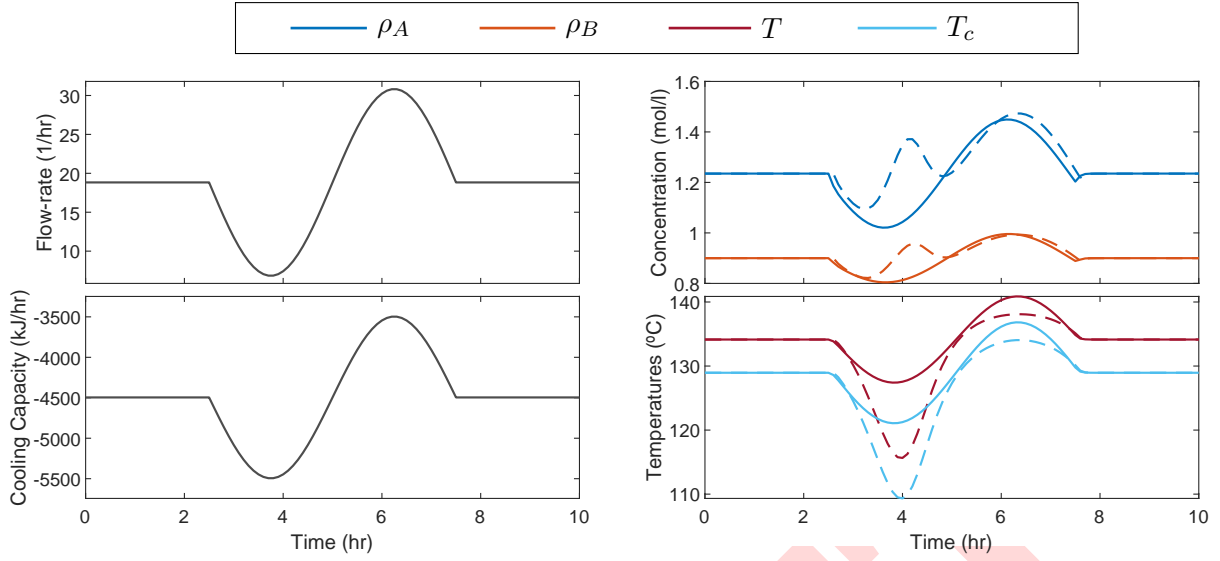 ρ_A ρ_B T T_c
30
25
20
15
10
Flow-rate (1/hr)
-3500
-4000
-4500
-5000
-5500
Cooling Capacity (kJ/hr)
0 2 4 6 8 10
Time (hr)
1.6
1.4
1.2
1
0.8
Concentration (mol/l)
140
130
120
110
Temperatures (ºC)
0 2 4 6 8 10
Time (hr)